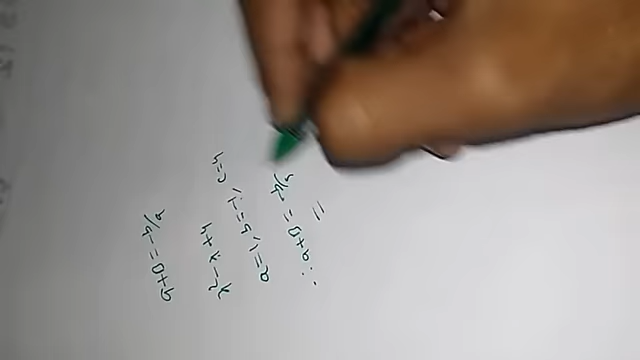 α+β = -b/a
x²-x+4
a=1, b=-1, c=4
∴ α+β = -b/a
=